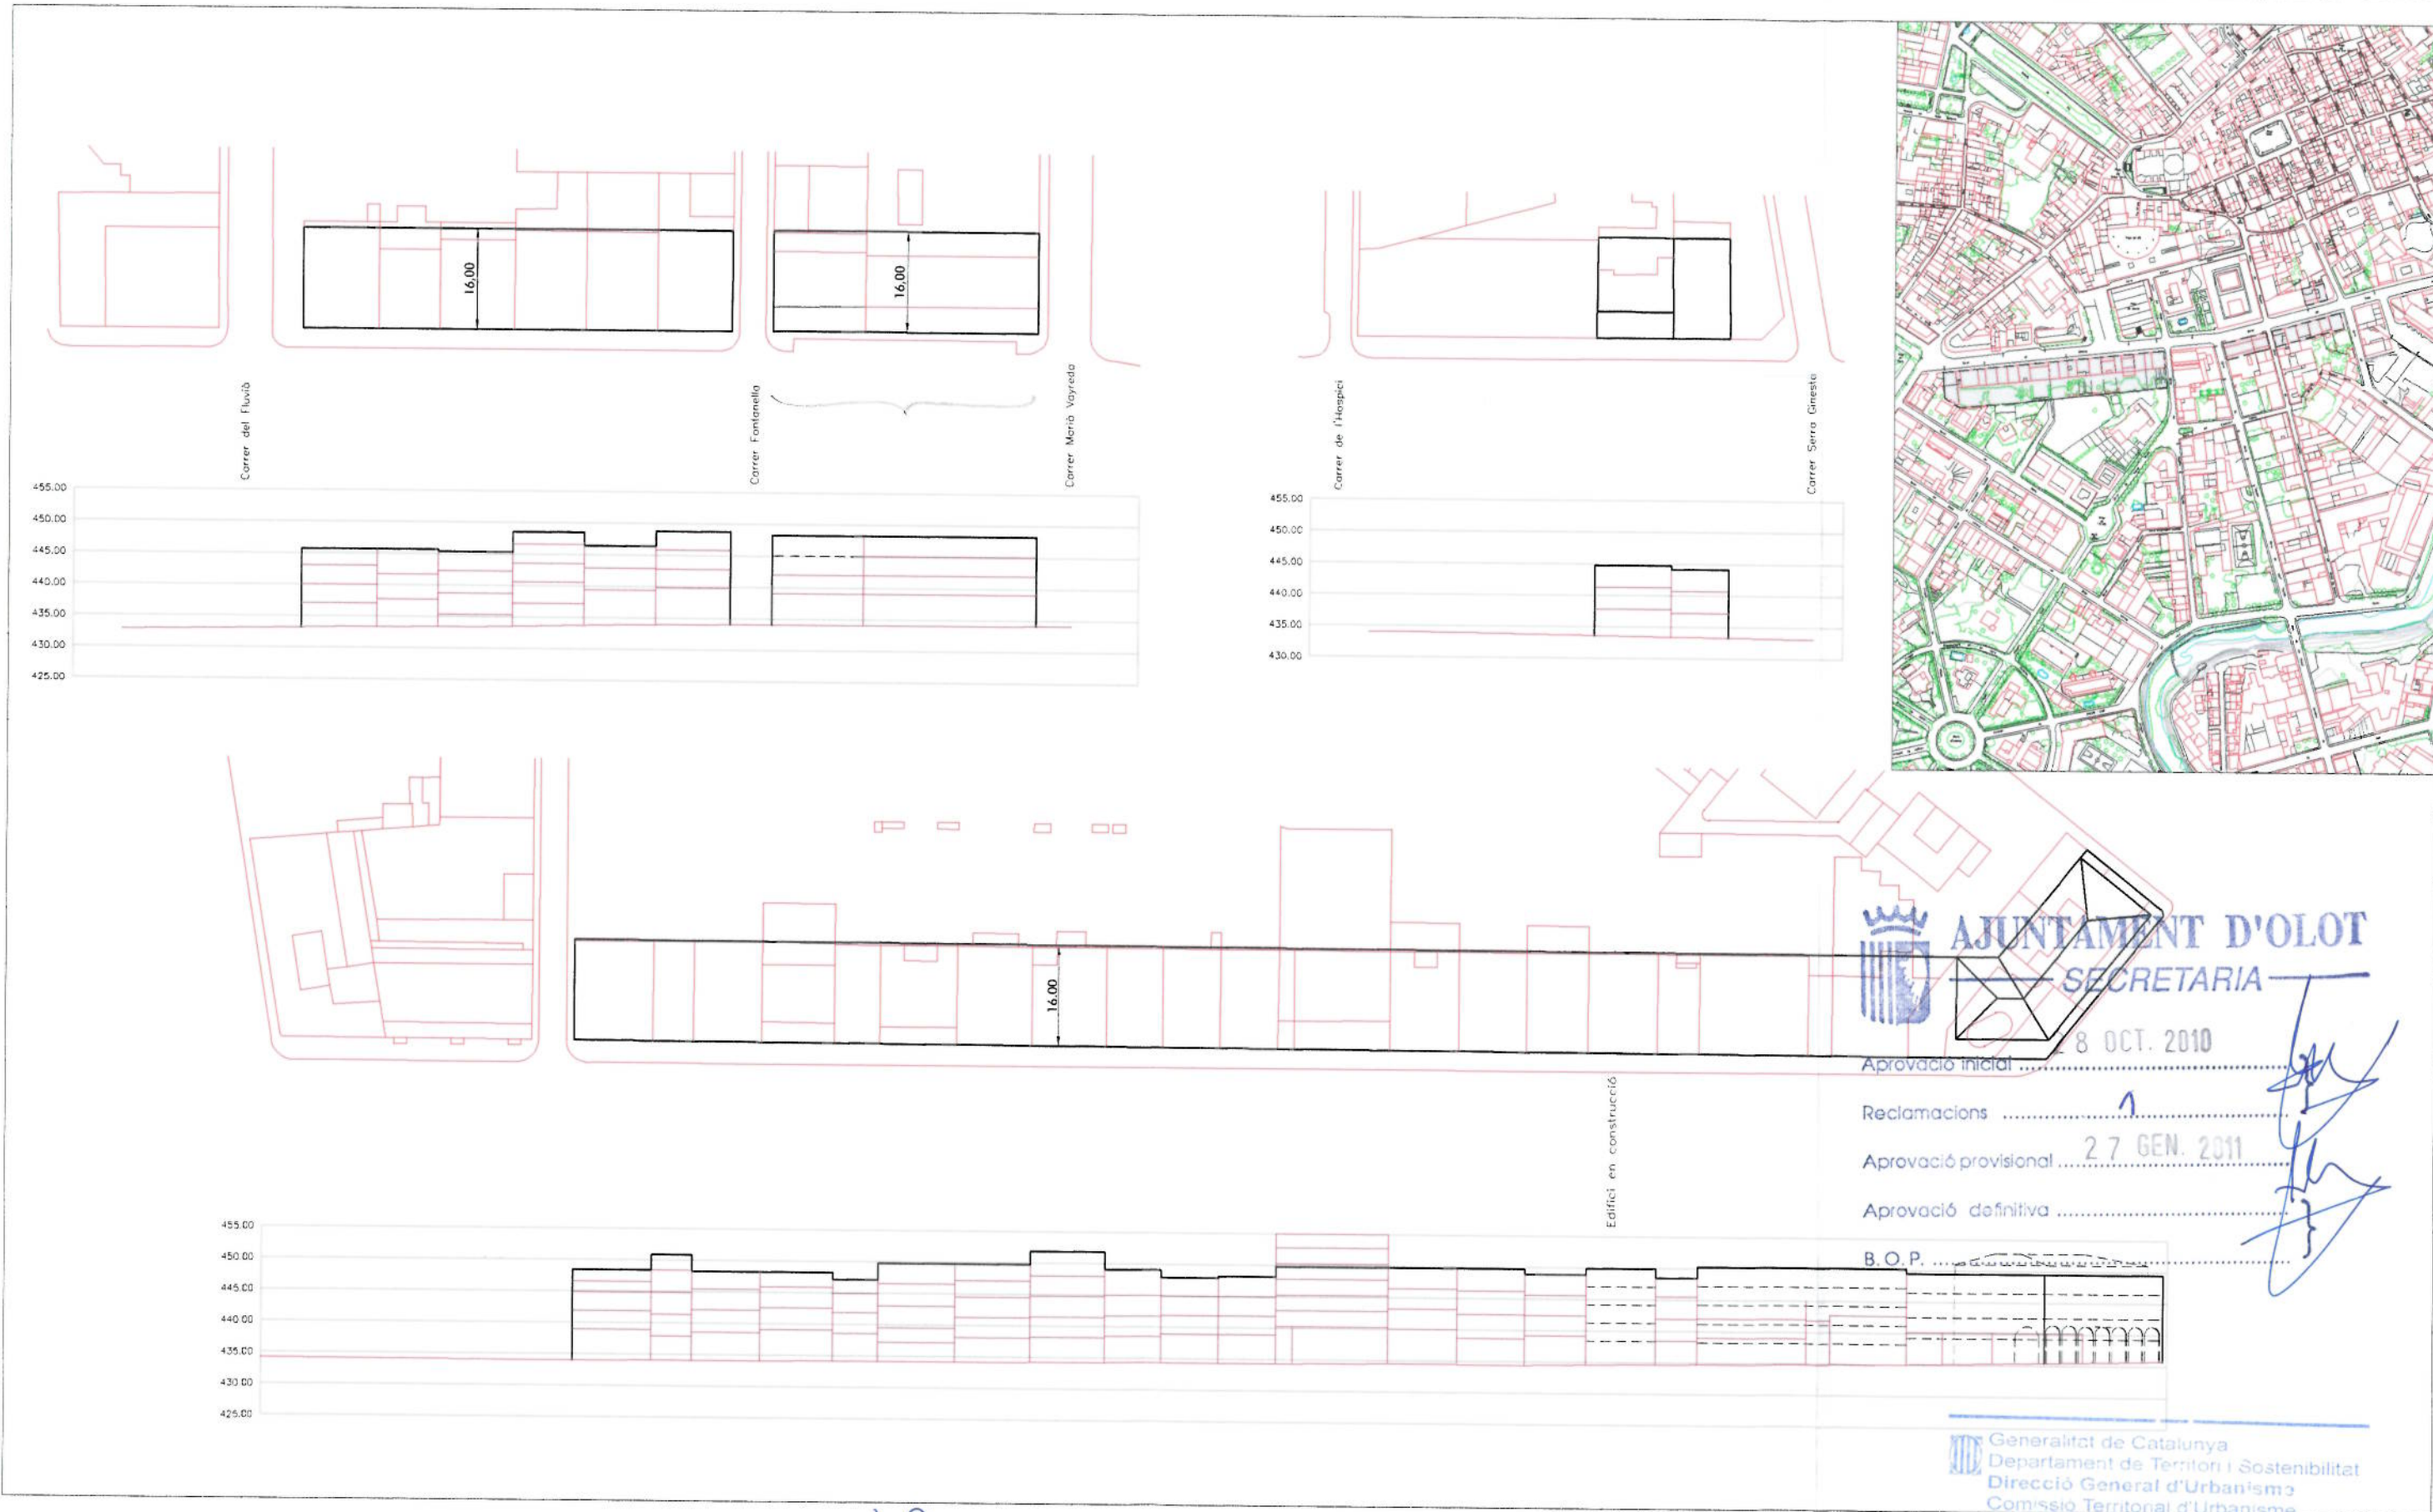 16,00
16,00
Carrer del Fluvià
Carrer Fontanella
Carrer Marià Vayreda
Carrer de l'Hospici
Carrer Serra Ginesta
455.00
450.00
445.00
440.00
435.00
430.00
425.00
455.00
450.00
445.00
440.00
435.00
430.00
16.00
AJUNTAMENT D'OLOT
SECRETARIA
Aprovació inicial 28 OCT. 2010
Reclamacions 1
Aprovació provisional 27 GEN. 2011
Aprovació definitiva
B.O.P.
Edifici en construcció
455.00
450.00
445.00
440.00
435.00
430.00
425.00
Generalitat de Catalunya
Departament de Territori i Sostenibilitat
Direcció General d'Urbanisme
Comissió Territorial d'Urbanisme